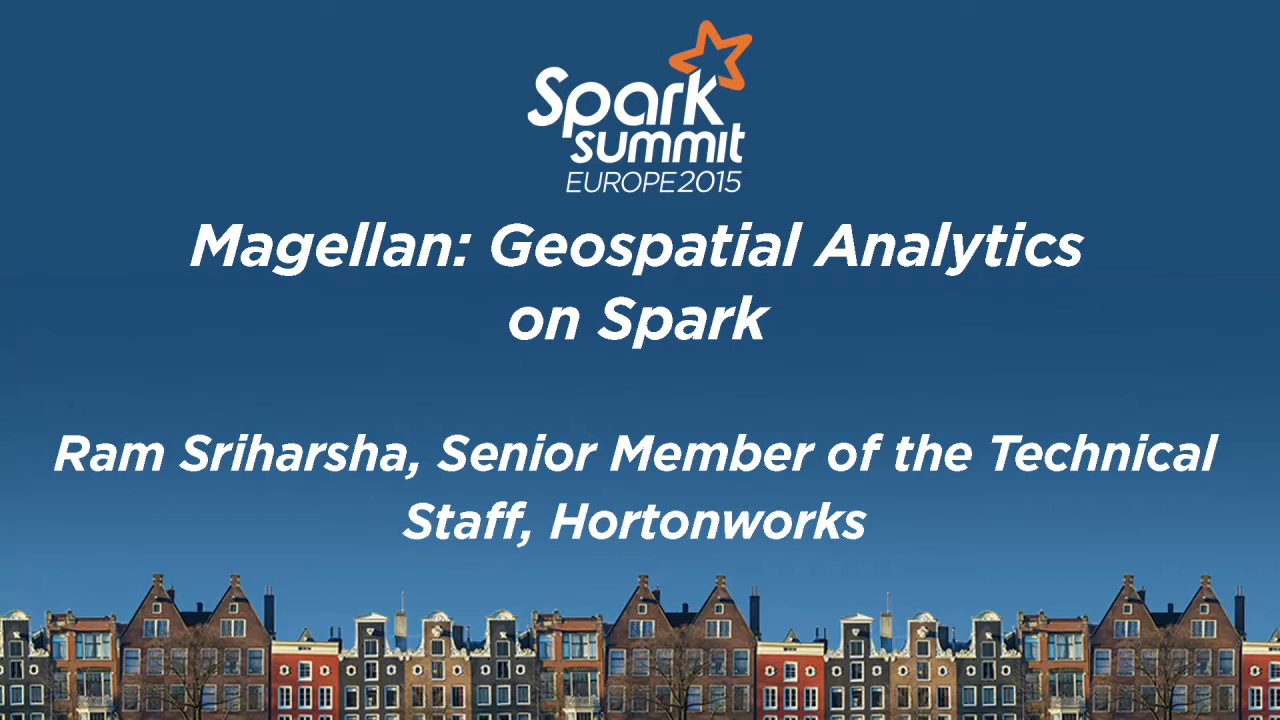 Spark
summit
EUROPE2015
Magellan: Geospatial Analytics
on Spark
Ram Sriharsha, Senior Member of the Technical
Staff, Hortonworks